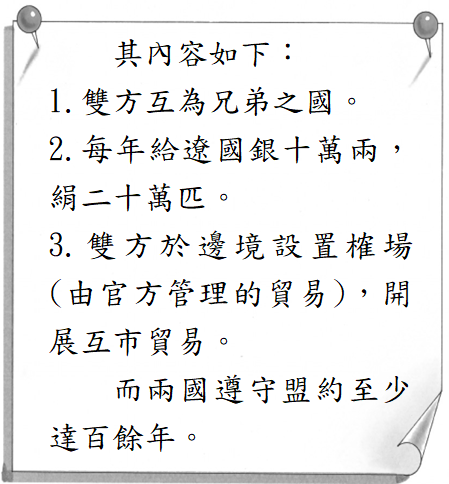 其內容如下：
1.雙方互為兄弟之國。
2.每年給遼國銀十萬兩，
絹二十萬匹。
3.雙方於邊境設置榷場
(由官方管理的貿易)，開
展互市貿易。
而兩國遵守盟約至少
達百餘年。